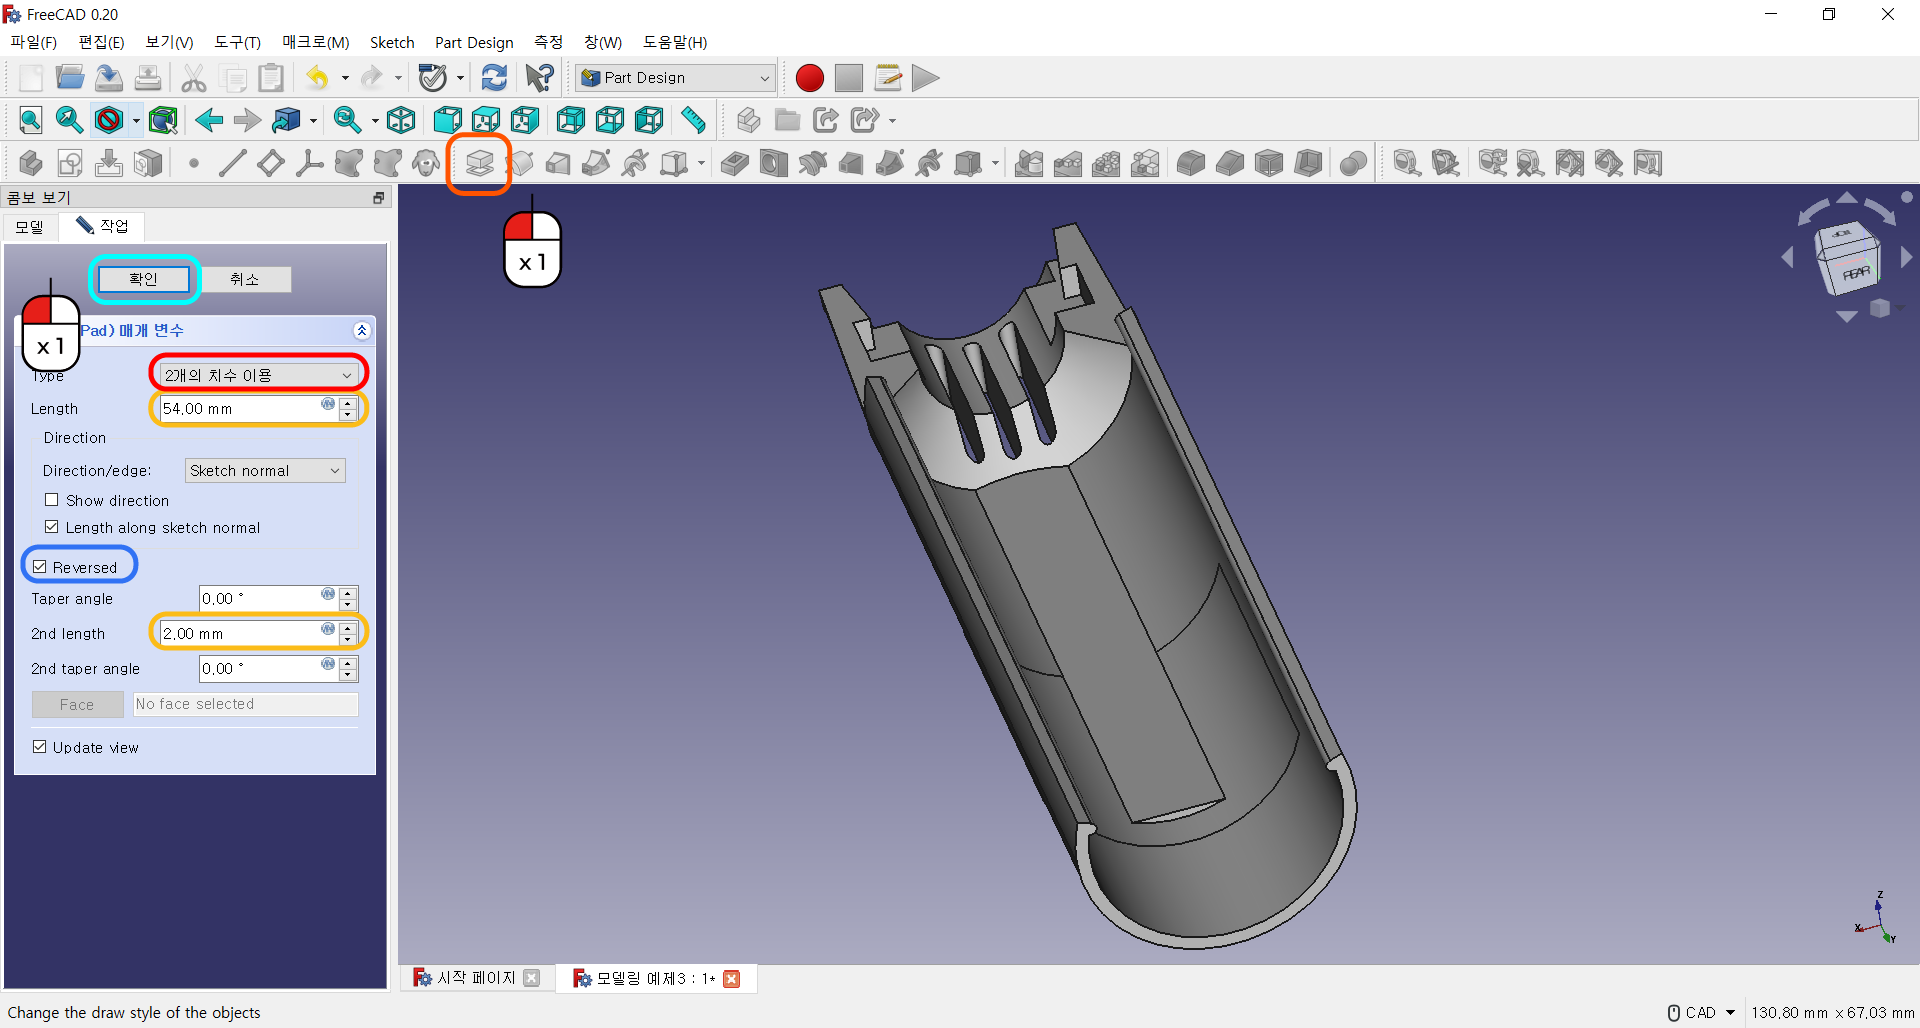 FreeCAD 0.20
파일(F) 편집(E) 보기(V) 도구(T) 매크로(M) Sketch Part Design 측정 창(W) 도움말(H)
Part Design
콤보 보기
모델 작업
확인 취소
x 1
x 1
Pad) 매개 변수
Type 2개의 치수 이용
Length 54.00 mm
Direction
Direction/edge: Sketch normal
Show direction
Length along sketch normal
Reversed
Taper angle 0.00 °
2nd length 2.00 mm
2nd taper angle 0.00 °
Face No face selected
Update view
TOP
REAR
Z
X
Y
시작 페이지 모델링 예제3 : 1*
Change the draw style of the objects CAD 130.80 mm x 67.03 mm